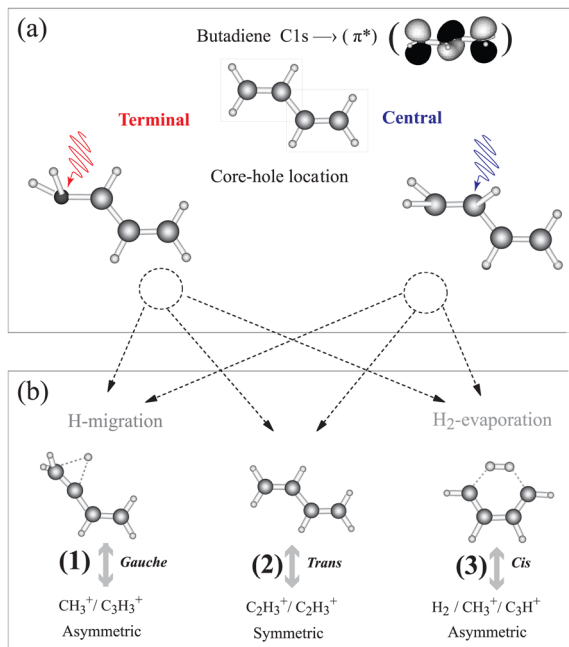 (a)
Butadiene C1s —> ( π*) ( )
Terminal
Central
Core-hole location
(b)
H-migration
H2-evaporation
(1) Gauche
(2) Trans
(3) Cis
CH3+/ C3H3+
C2H3+/ C2H3+
H2 / CH3+/ C3H+
Asymmetric
Symmetric
Asymmetric